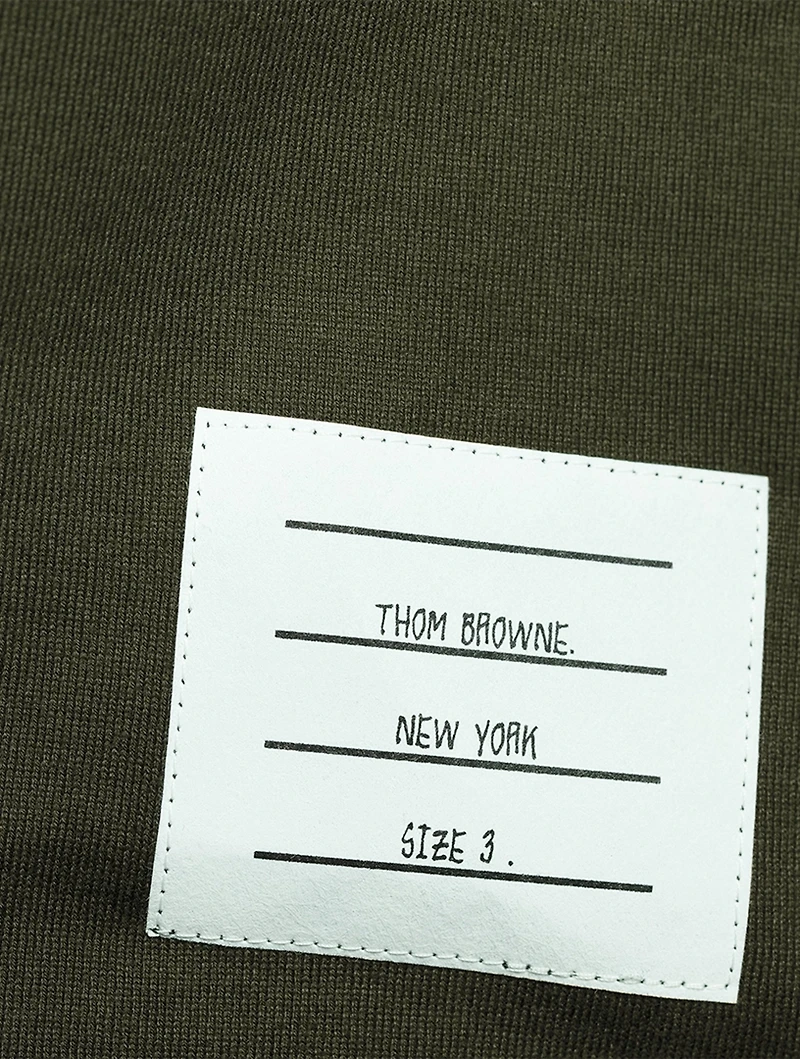 THOM BROWNE.
NEW YORK
SIZE 3 .